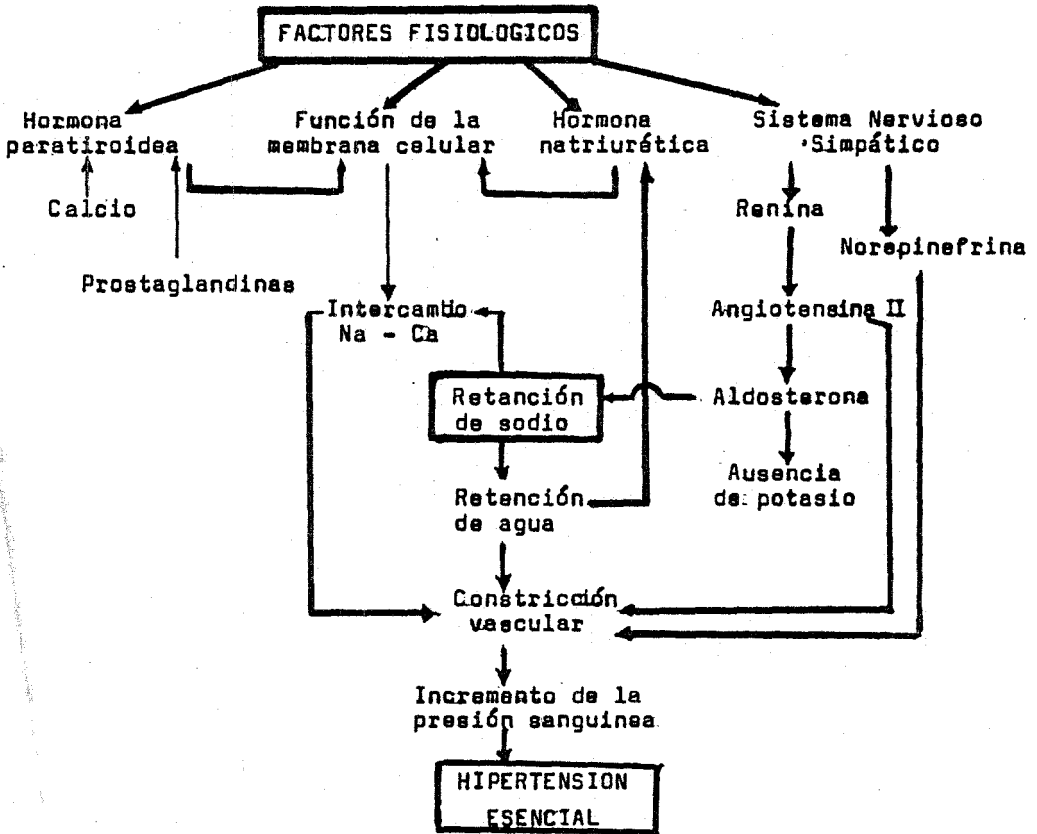 FACTORES FISIOLOGICOS
Hormona
paratiroidea
Función de la
membrana celular
Hormona
natriurética
Sistema Nervioso
Simpático
Calcio
Prostaglandinas
Renina
Norepinefrina
Intercambio
Na - Ca
Angiotensina II
Retención
de sodio
Aldosterona
Retención
de agua
Ausencia
de potasio
Constricción
vascular
Incremento de la
presión sanguinea
HIPERTENSION
ESENCIAL